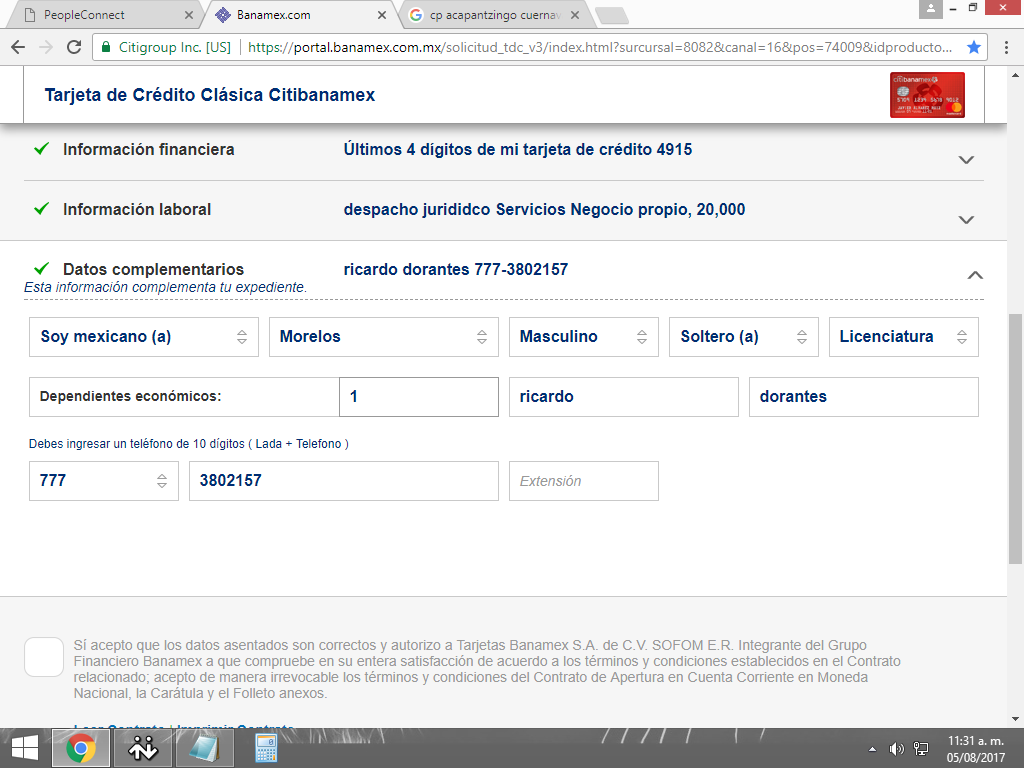 PeopleConnect
Banamex.com
cp acapantzingo cuernav
Citigroup Inc. [US]
https://portal.banamex.com.mx/solicitud_tdc_v3/index.html?surcursal=8082&canal=16&pos=74009&idproducto...
Tarjeta de Crédito Clásica Citibanamex
citibanamex
Información financiera Últimos 4 dígitos de mi tarjeta de crédito 4915
Información laboral despacho jurididco Servicios Negocio propio, 20,000
Datos complementarios ricardo dorantes 777-3802157
Esta información complementa tu expediente.
Soy mexicano (a) Morelos Masculino Soltero (a) Licenciatura
Dependientes económicos: 1 ricardo dorantes
Debes ingresar un teléfono de 10 dígitos ( Lada + Telefono )
777 3802157 Extensión
Sí acepto que los datos asentados son correctos y autorizo a Tarjetas Banamex S.A. de C.V. SOFOM E.R. Integrante del Grupo
Financiero Banamex a que compruebe en su entera satisfacción de acuerdo a los términos y condiciones establecidos en el Contrato
relacionado; acepto de manera irrevocable los términos y condiciones del Contrato de Apertura en Cuenta Corriente en Moneda
Nacional, la Carátula y el Folleto anexos.
Leer Contrato | Imprimir Contrato
11:31 a. m.
05/08/2017